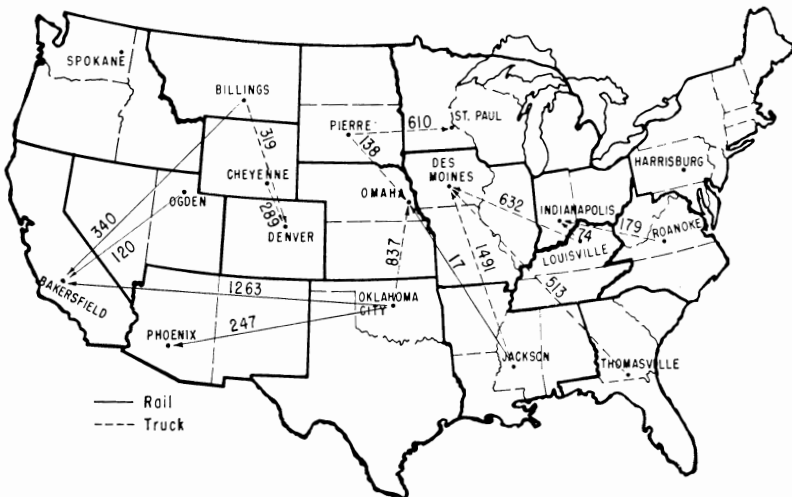 SPOKANE
BILLINGS
PIERRE
610
ST. PAUL
138
319
CHEYENNE
OGDEN
289
DENVER
OMAHA
DES
MOINES
632
INDIANAPOLIS
HARRISBURG
179
ROANOKE
74
LOUISVILLE
340
120
837
17
1491
513
BAKERSFIELD
1263
OKLAHOMA
CITY
PHOENIX
247
JACKSON
THOMASVILLE
Rail
Truck